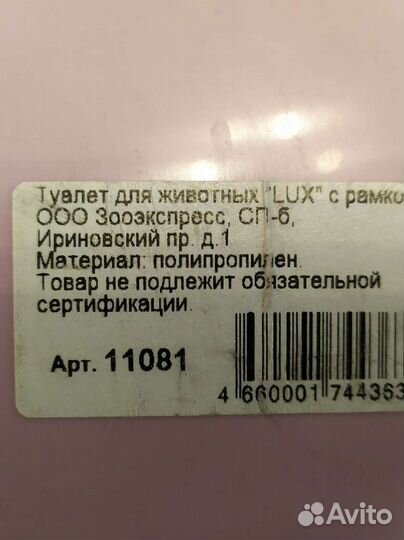 Туалет для животных "LUX" с рамко
ООО Зооэкспресс, СП-б,
Ириновский пр. д.1
Материал: полипропилен.
Товар не подлежит обязательной
сертификации.
Арт. 11081
4 660001 744363
Avito